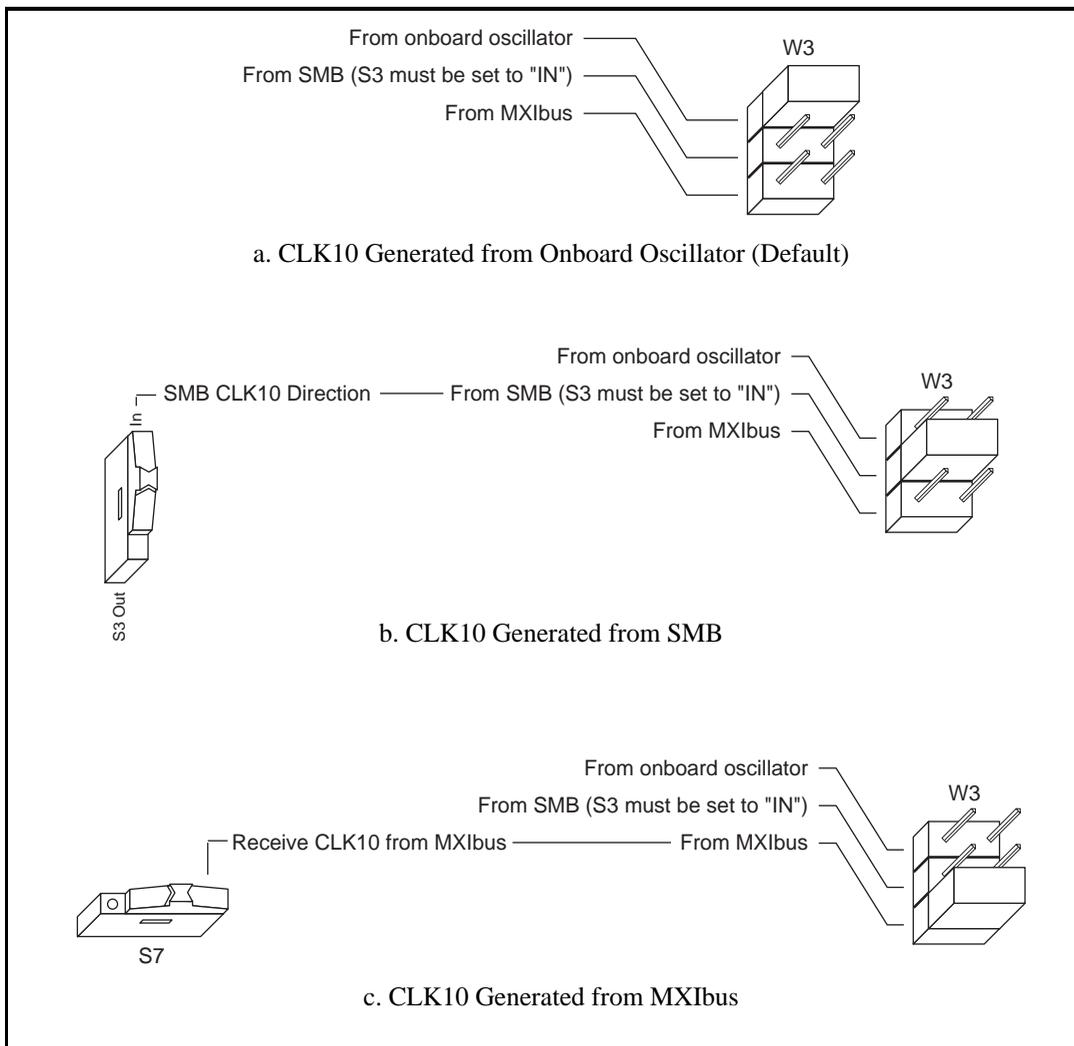 From onboard oscillator
W3
From SMB (S3 must be set to "IN")
From MXIbus
a. CLK10 Generated from Onboard Oscillator (Default)
From onboard oscillator
W3
In
SMB CLK10 Direction
From SMB (S3 must be set to "IN")
From MXIbus
S3 Out
b. CLK10 Generated from SMB
From onboard oscillator
W3
From SMB (S3 must be set to "IN")
Receive CLK10 from MXIbus
From MXIbus
S7
c. CLK10 Generated from MXIbus